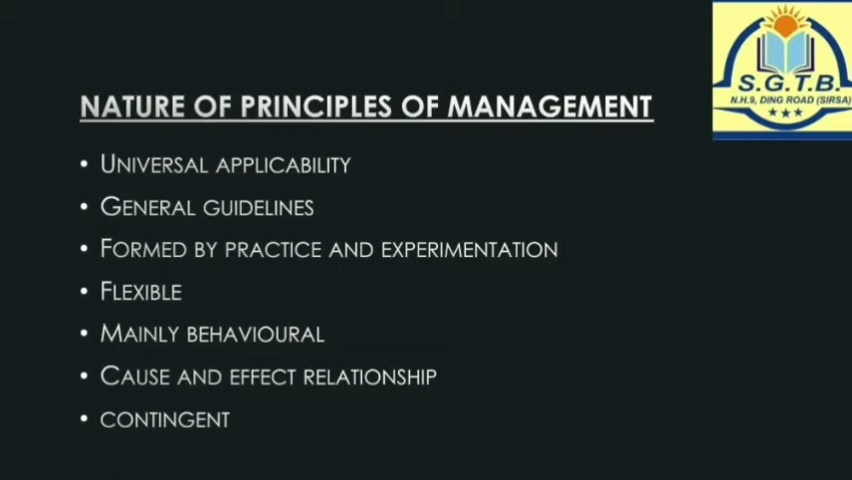 S.G.T.B.
N.H.9, DING ROAD (SIRSA)
NATURE OF PRINCIPLES OF MANAGEMENT
• UNIVERSAL APPLICABILITY
• GENERAL GUIDELINES
• FORMED BY PRACTICE AND EXPERIMENTATION
• FLEXIBLE
• MAINLY BEHAVIOURAL
• CAUSE AND EFFECT RELATIONSHIP
• CONTINGENT